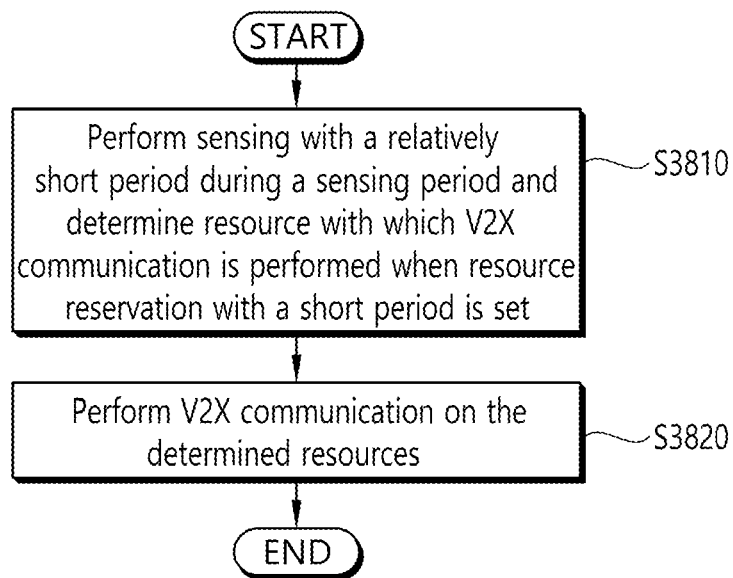 START
Perform sensing with a relatively
short period during a sensing period and
determine resource with which V2X
communication is performed when resource
reservation with a short period is set
S3810
Perform V2X communication on the
determined resources
S3820
END